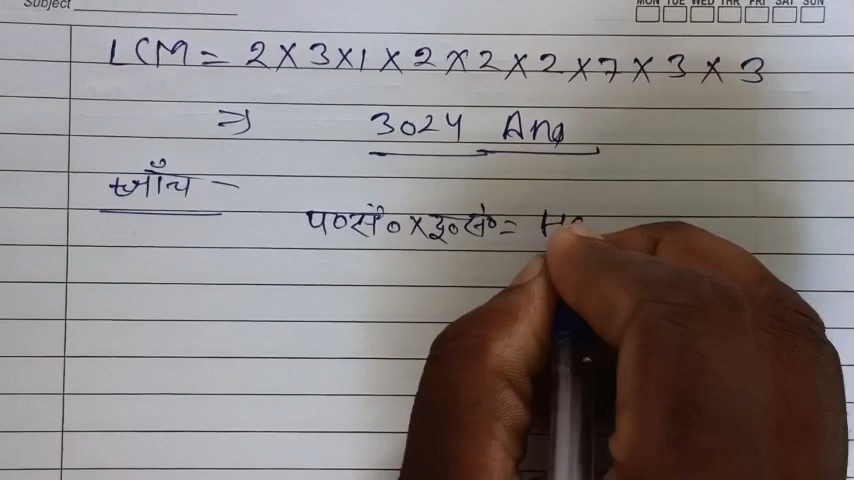 Subject
MON TUE WED THR FRI SAT SUN
LCM = 2 X 3 X 1 X 2 X 2 X 2 X 7 X 3 X 3
⇒ 3024 Ans
जाँच -
प०सं० X दू०सं० = HC